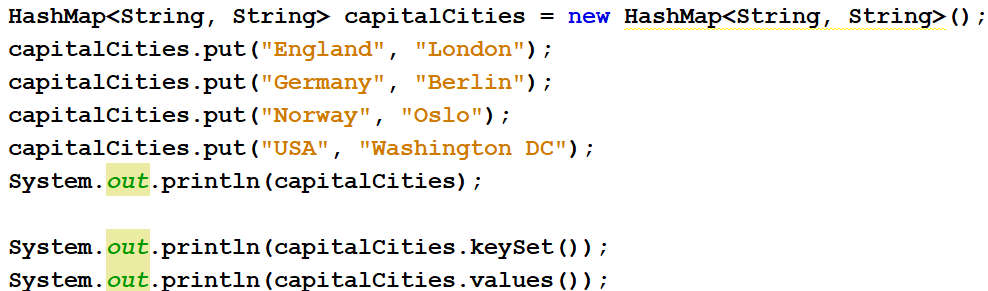 HashMap<String, String> capitalCities = new HashMap<String, String>();
capitalCities.put("England", "London");
capitalCities.put("Germany", "Berlin");
capitalCities.put("Norway", "Oslo");
capitalCities.put("USA", "Washington DC");
System.out.println(capitalCities);
System.out.println(capitalCities.keySet());
System.out.println(capitalCities.values());